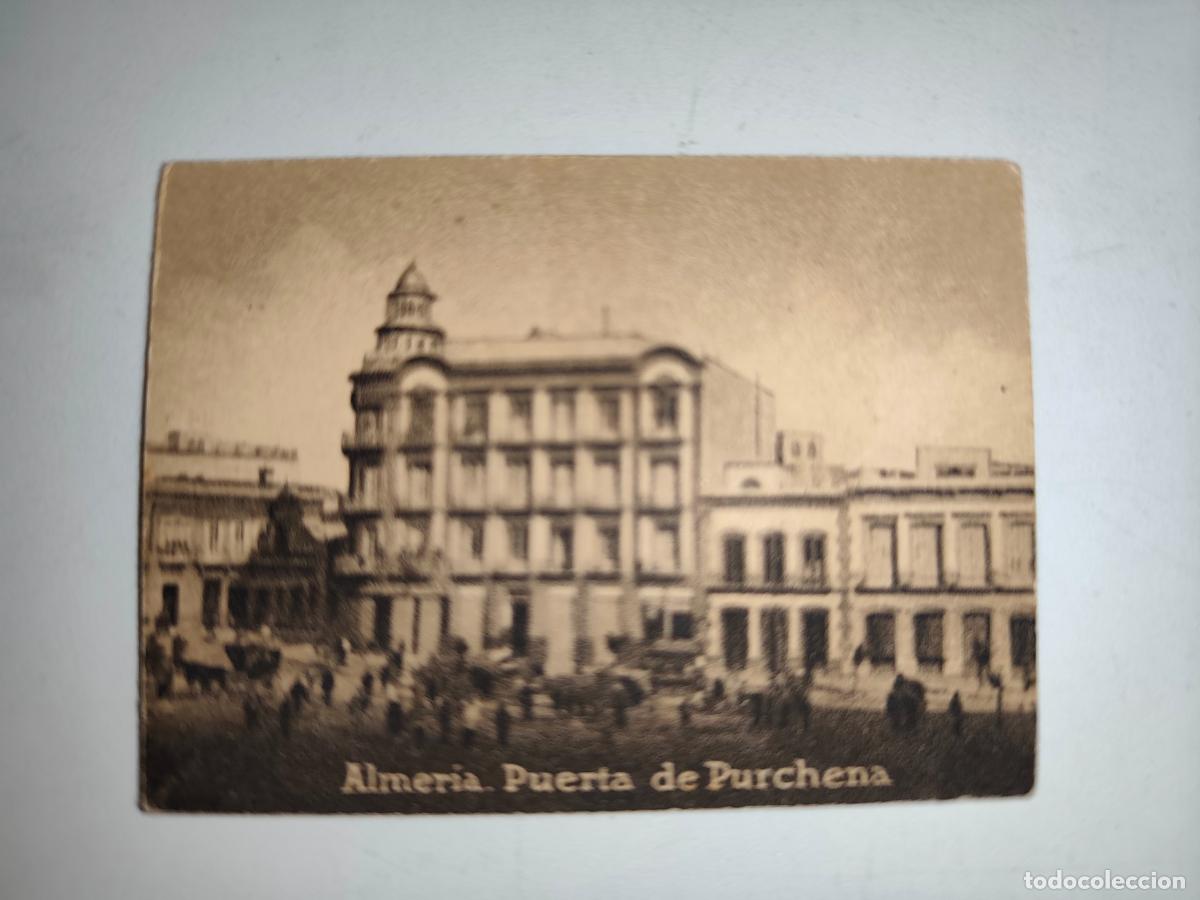 Almeria. Puerta de Purchena
todocoleccion